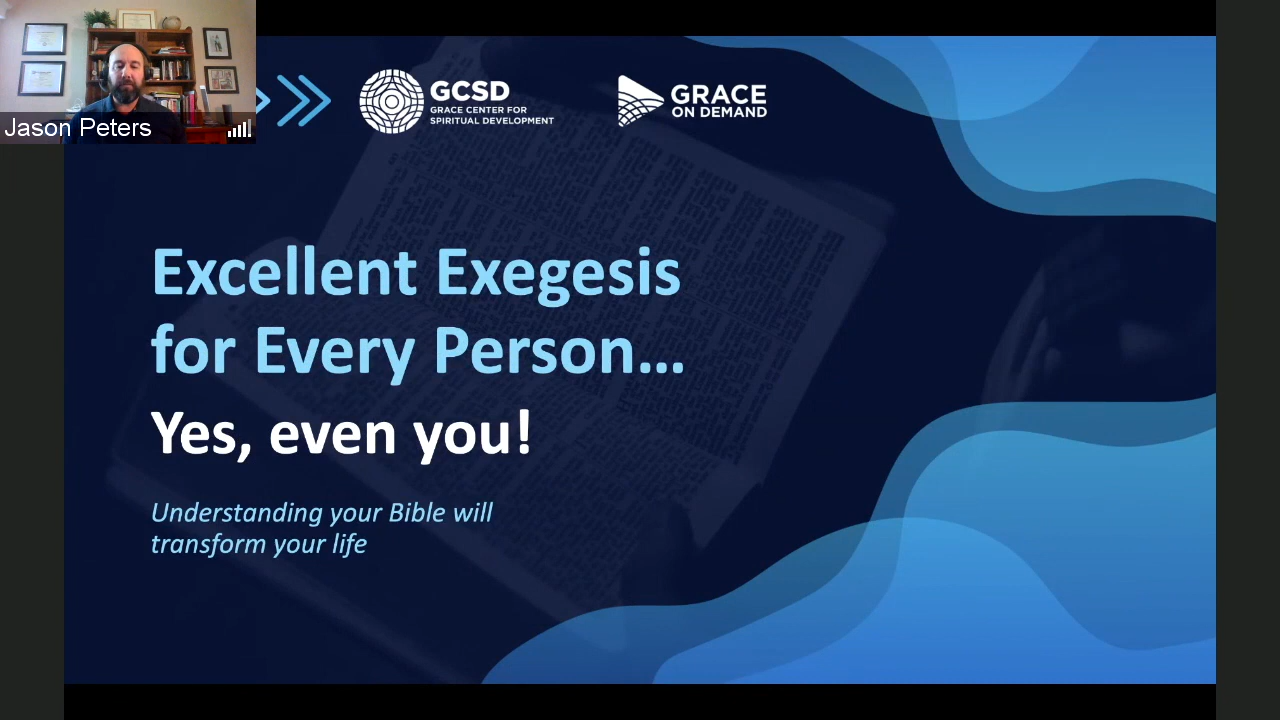 Jason Peters
GCSD
GRACE CENTER FOR
SPIRITUAL DEVELOPMENT
GRACE
ON DEMAND
Excellent Exegesis
for Every Person...
Yes, even you!
Understanding your Bible will
transform your life